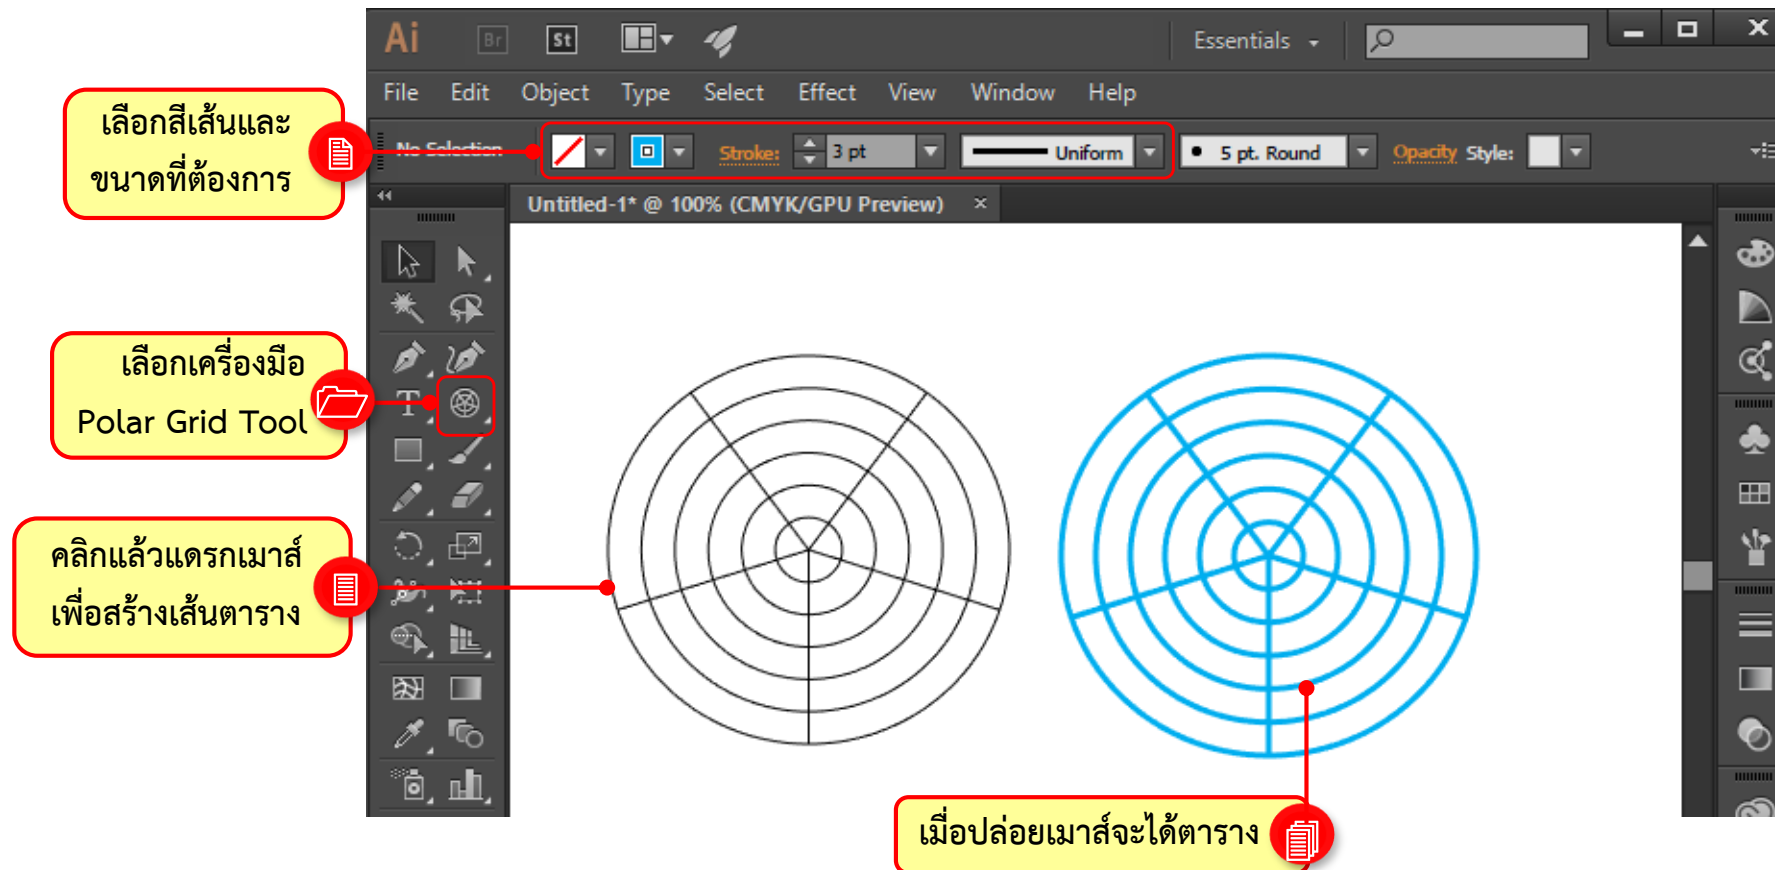 Ai
Br
St
Essentials
File Edit Object Type Select Effect View Window Help
เลือกสีเส้นและ
ขนาดที่ต้องการ
No Selection
Stroke: 3 pt
Uniform
5 pt. Round
Opacity Style:
Untitled-1* @ 100% (CMYK/GPU Preview) ×
เลือกเครื่องมือ
Polar Grid Tool
คลิกแล้วแดรกเมาส์
เพื่อสร้างเส้นตาราง
เมื่อปล่อยเมาส์จะได้ตาราง